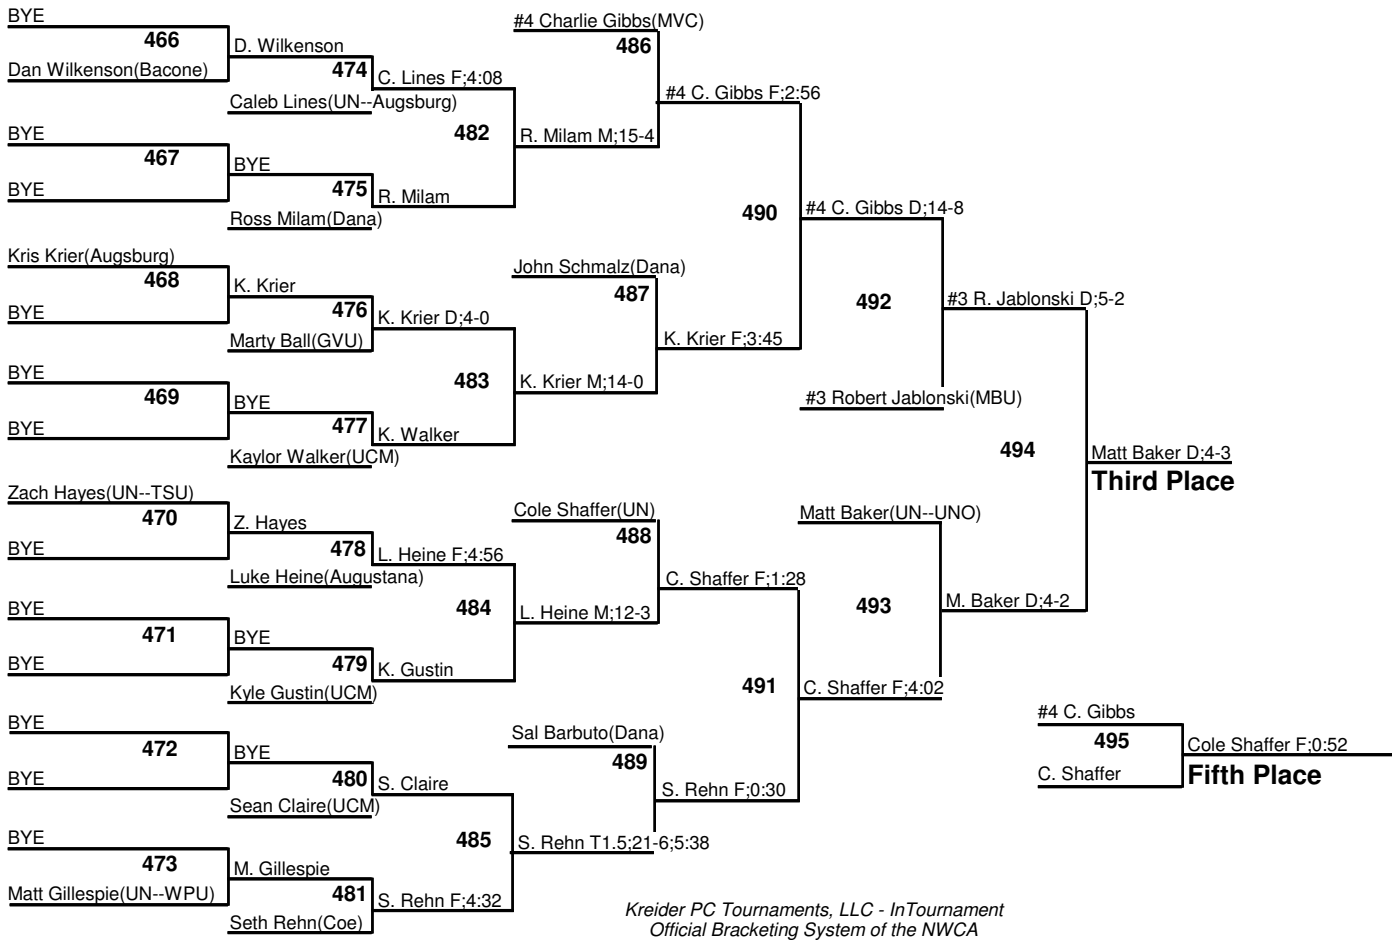 BYE
466
Dan Wilkenson(Bacone)
D. Wilkenson
474
Caleb Lines(UN--Augsburg)
C. Lines F;4:08
BYE
467
BYE
BYE
475
Ross Milam(Dana)
R. Milam
482
R. Milam M;15-4
#4 Charlie Gibbs(MVC)
486
#4 C. Gibbs F;2:56
Kris Krier(Augsburg)
468
BYE
K. Krier
476
Marty Ball(GVU)
K. Krier D;4-0
BYE
469
BYE
BYE
477
Kaylor Walker(UCM)
K. Walker
483
K. Krier M;14-0
John Schmalz(Dana)
487
K. Krier F;3:45
490
#4 C. Gibbs D;14-8
492
#3 Robert Jablonski(MBU)
#3 R. Jablonski D;5-2
Zach Hayes(UN--TSU)
470
BYE
Z. Hayes
478
Luke Heine(Augustana)
L. Heine F;4:56
BYE
471
BYE
BYE
479
Kyle Gustin(UCM)
K. Gustin
484
L. Heine M;12-3
Cole Shaffer(UN)
488
C. Shaffer F;1:28
BYE
472
BYE
BYE
480
Sean Claire(UCM)
S. Claire
BYE
473
Matt Gillespie(UN--WPU)
M. Gillespie
481
Seth Rehn(Coe)
S. Rehn F;4:32
485
S. Rehn T1.5;21-6;5:38
Sal Barbuto(Dana)
489
S. Rehn F;0:30
491
C. Shaffer F;4:02
Matt Baker(UN--UNO)
493
M. Baker D;4-2
494
Matt Baker D;4-3
Third Place
#4 C. Gibbs
495
C. Shaffer
Cole Shaffer F;0:52
Fifth Place
Kreider PC Tournaments, LLC - InTournament
Official Bracketing System of the NWCA